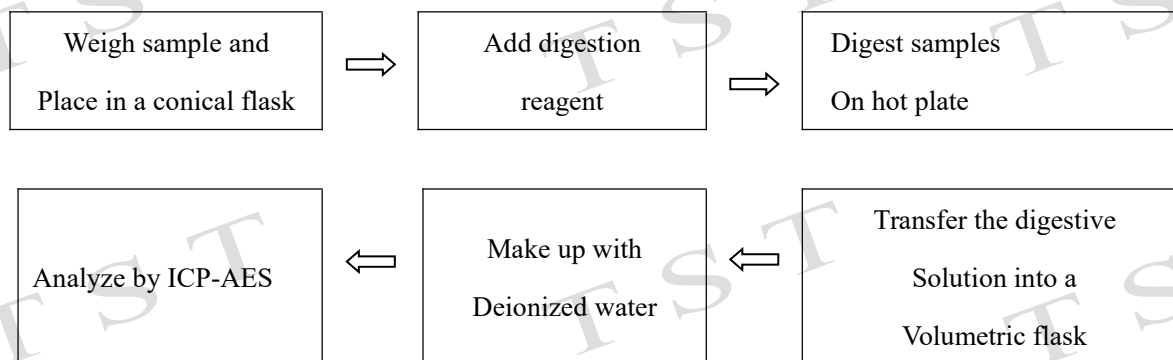 Weigh sample and
Place in a conical flask
Add digestion
reagent
Digest samples
On hot plate
Transfer the digestive
Solution into a
Volumetric flask
Make up with
Deionized water
Analyze by ICP-AES
T S T
T S T
T S T
T S T
T S T
T S